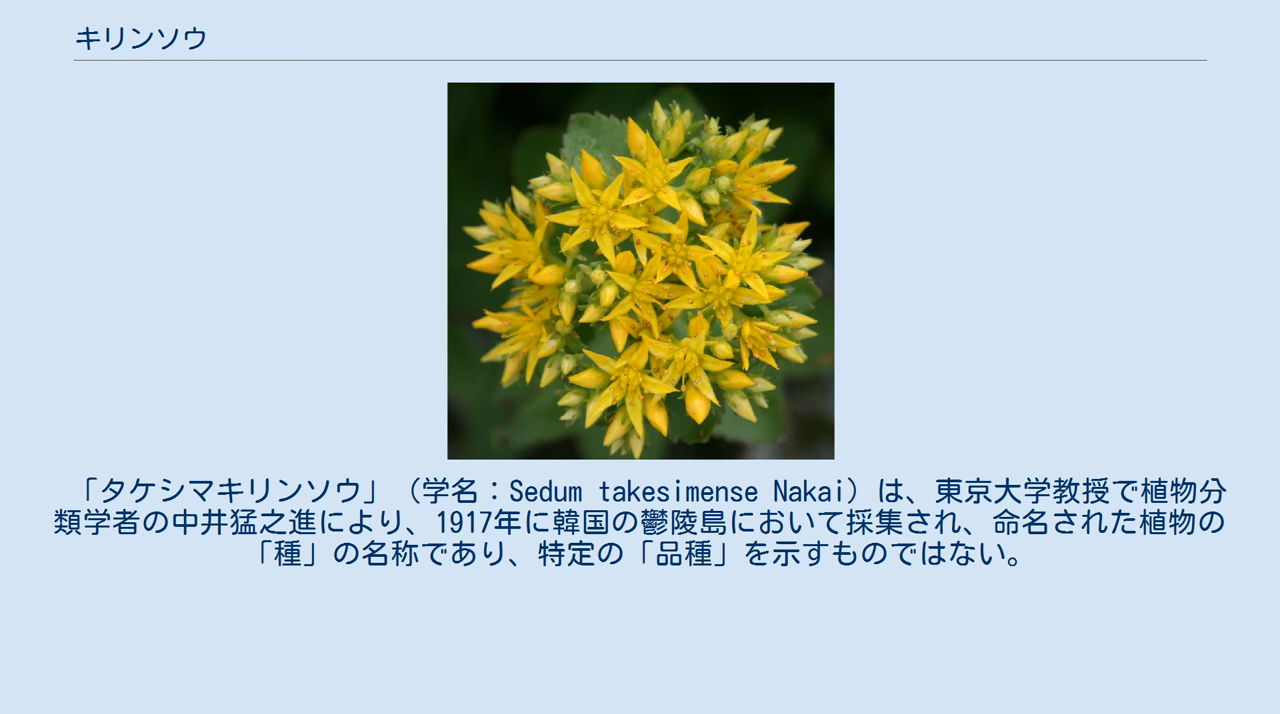 キリンソウ
「タケシマキリンソウ」（学名：Sedum takesimense Nakai）は、東京大学教授で植物分
類学者の中井猛之進により、1917年に韓国の鬱陵島において採集され、命名された植物の
「種」の名称であり、特定の「品種」を示すものではない。